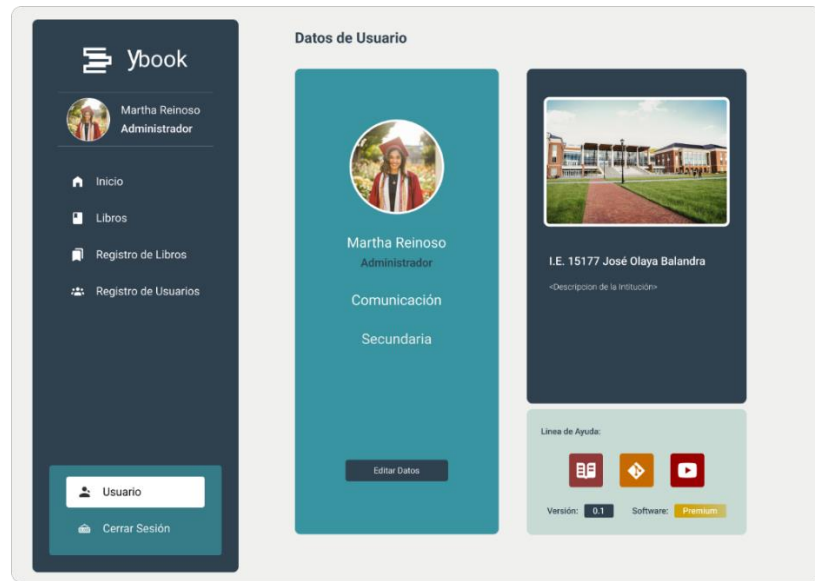 Ybook
Martha Reinoso
Administrador
Inicio
Libros
Registro de Libros
Registro de Usuarios
Usuario
Cerrar Sesión
Datos de Usuario
Martha Reinoso
Administrador
Comunicación
Secundaria
Editar Datos
I.E. 15177 José Olaya Balandra
<Descripcion de la Intitución>
Linea de Ayuda:
Versión: 0.1 Software: Premium